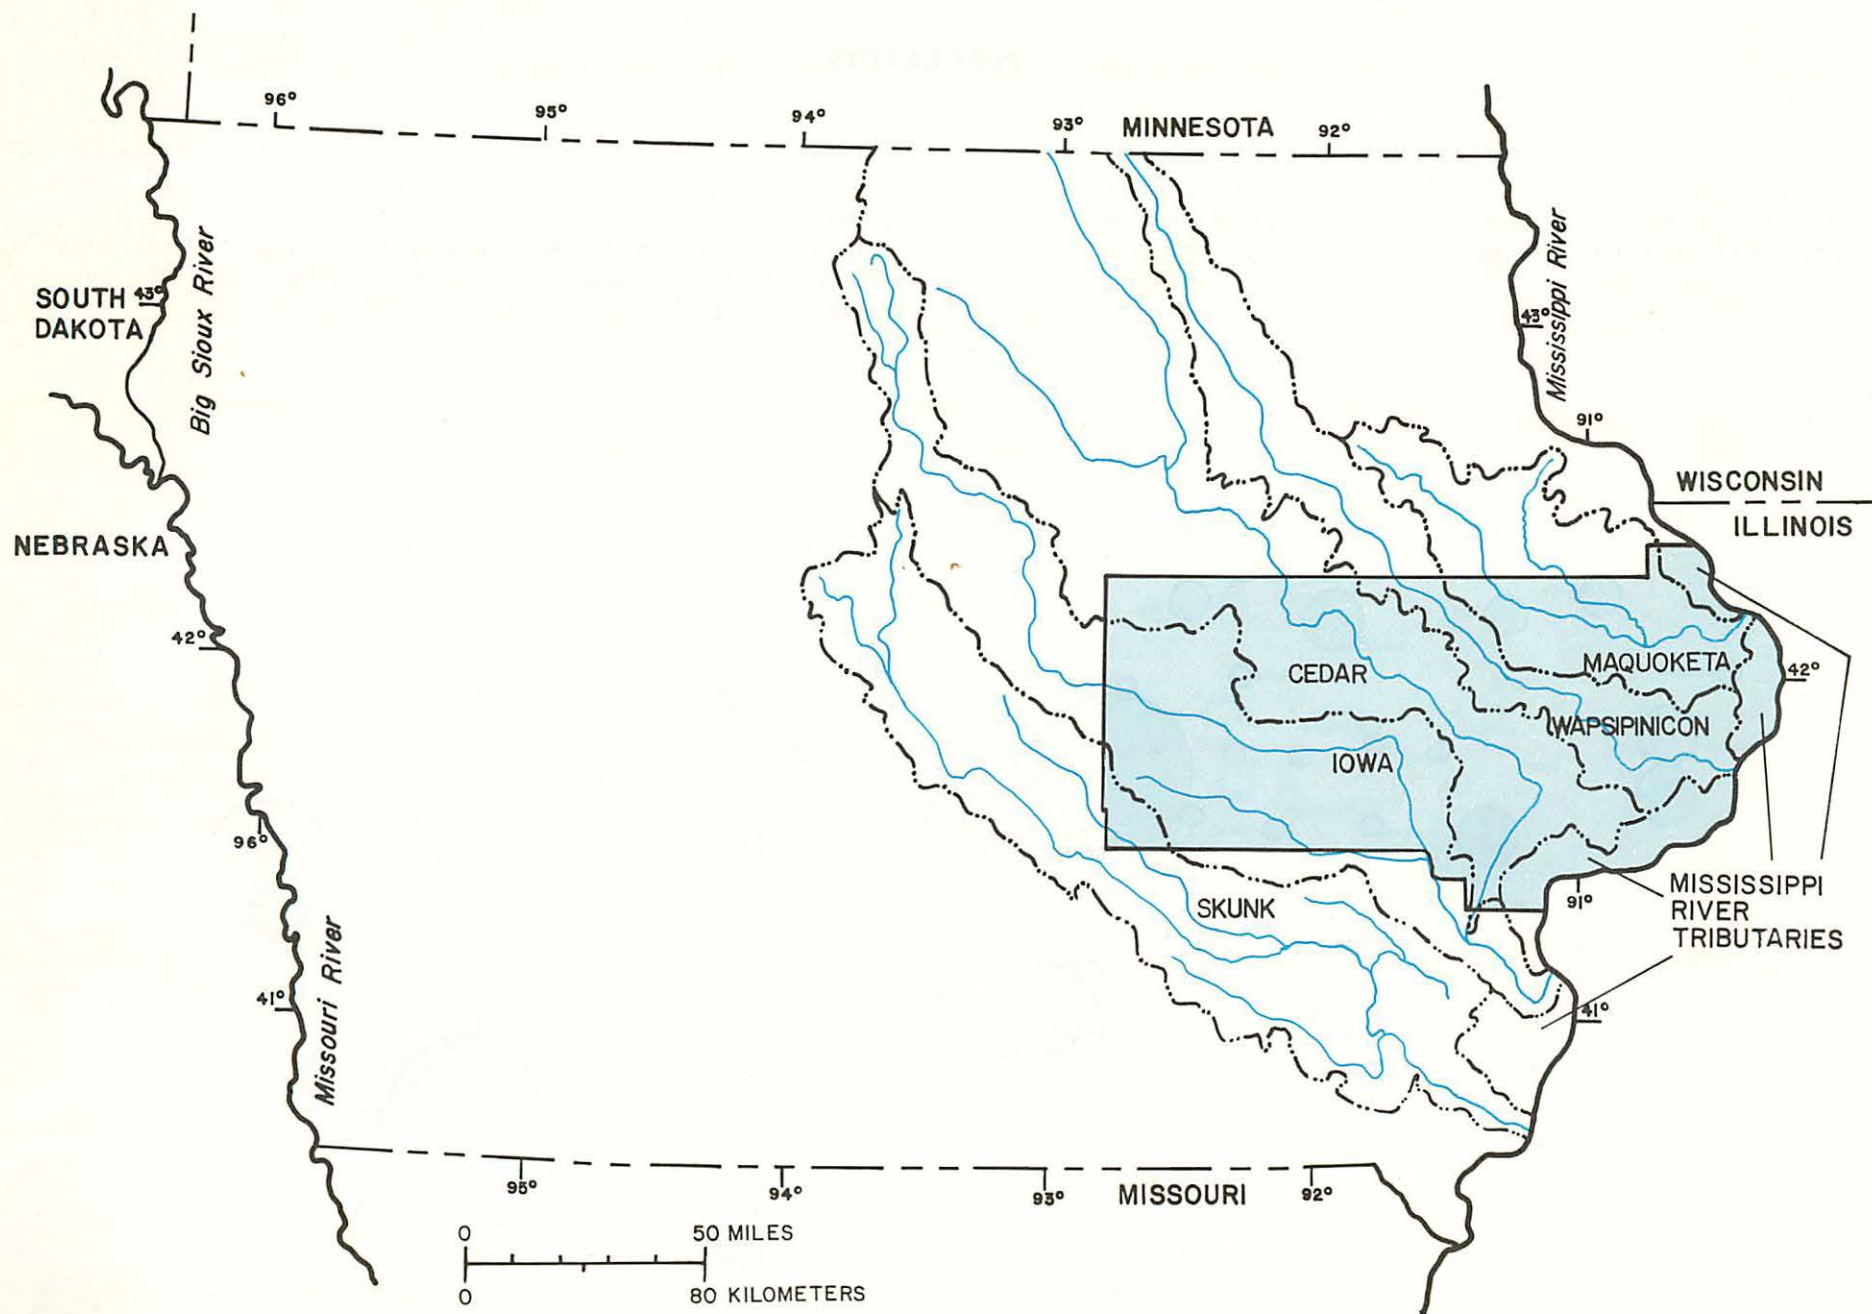 96°
95°
94°
93°
MINNESOTA
92°
Big Sioux River
SOUTH
DAKOTA
43°
Mississippi River
43°
91°
WISCONSIN
ILLINOIS
NEBRASKA
42°
CEDAR
MAQUOKETA
42°
WAPSIPINICON
IOWA
96°
MISSISSIPPI
RIVER
TRIBUTARIES
91°
SKUNK
Missouri River
41°
41°
95°
94°
93°
MISSOURI
92°
0
50 MILES
0
80 KILOMETERS